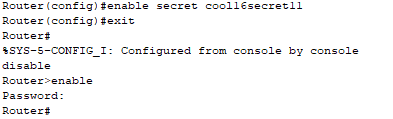 Router(config)#enable secret cool16secret11
Router(config)#exit
Router#
%SYS-5-CONFIG_I: Configured from console by console
disable
Router>enable
Password:
Router#